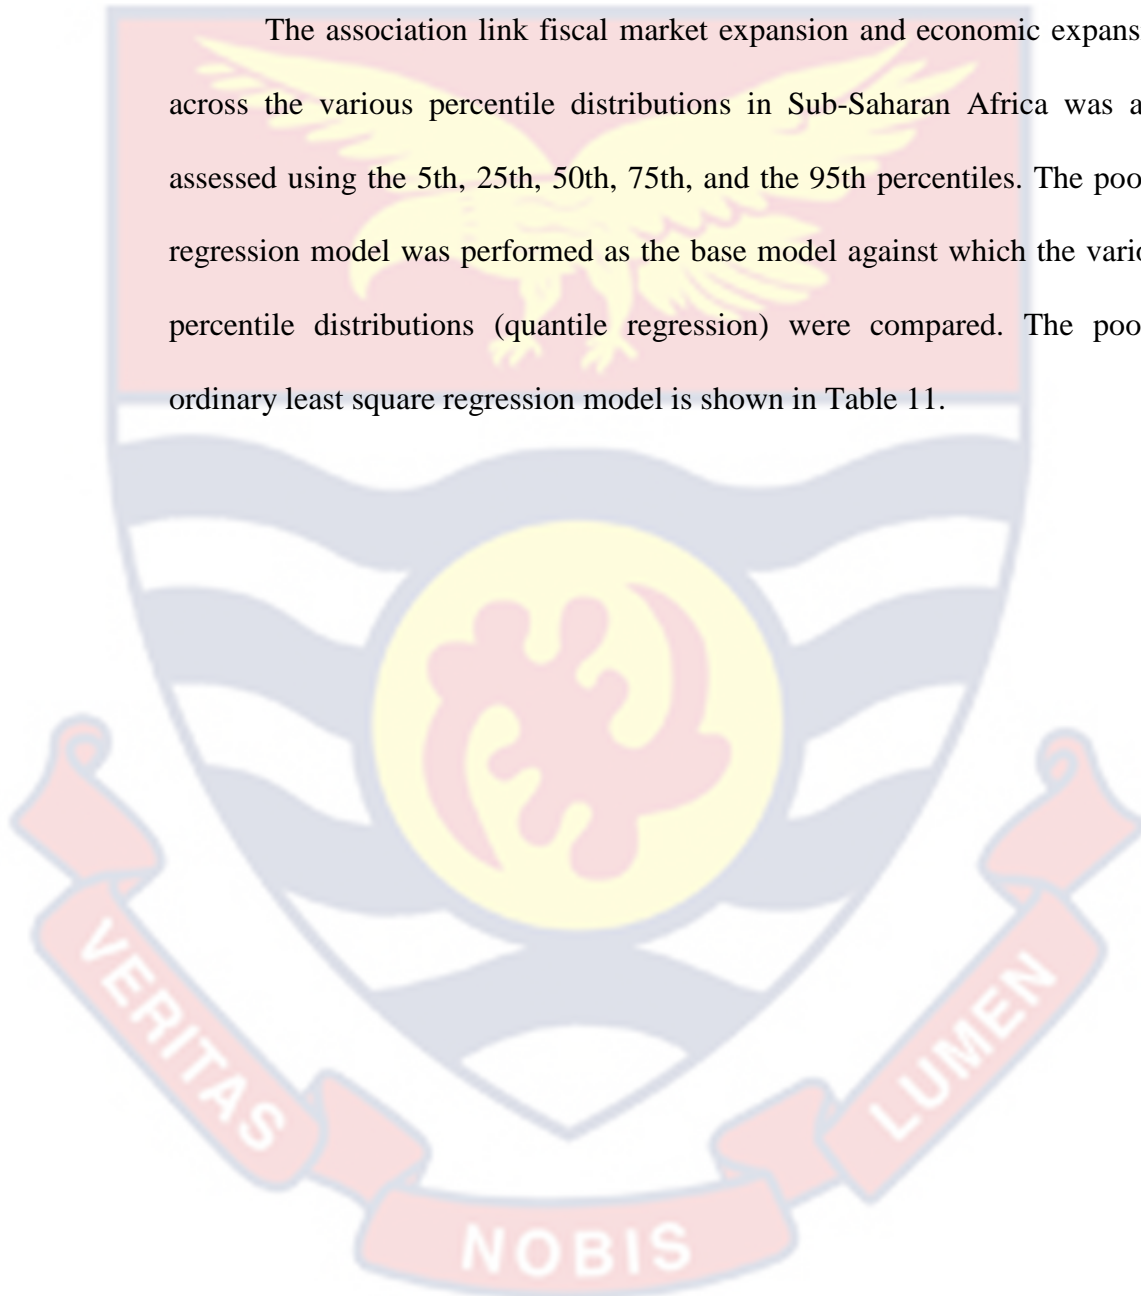 The association link fiscal market expansion and economic expans
across the various percentile distributions in Sub-Saharan Africa was a
assessed using the 5th, 25th, 50th, 75th, and the 95th percentiles. The poo
regression model was performed as the base model against which the vario
percentile distributions (quantile regression) were compared. The poo
ordinary least square regression model is shown in Table 11.
VERITAS
NOBIS
LUMEN